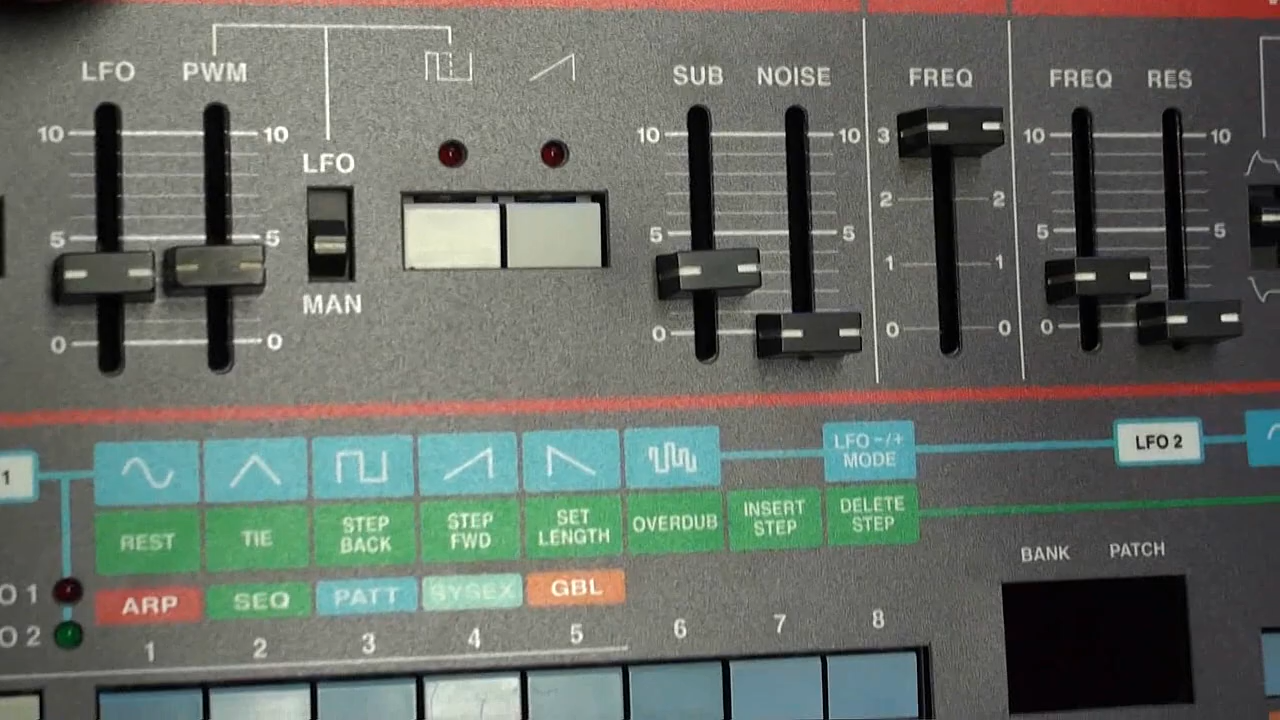 LFO PWM SUB NOISE FREQ FREQ RES
10 10 10 10 3 10 10
LFO
2 2
5 5 5 5 5 5
1 1
MAN
0 0 0 0 0 0
LFO -/+
MODE
LFO 2
1
REST TIE STEP BACK STEP FWD SET LENGTH OVERDUB INSERT STEP DELETE STEP
BANK PATCH
O 1
ARP SEQ PATT SYSEX GBL
O 2
1 2 3 4 5 6 7 8